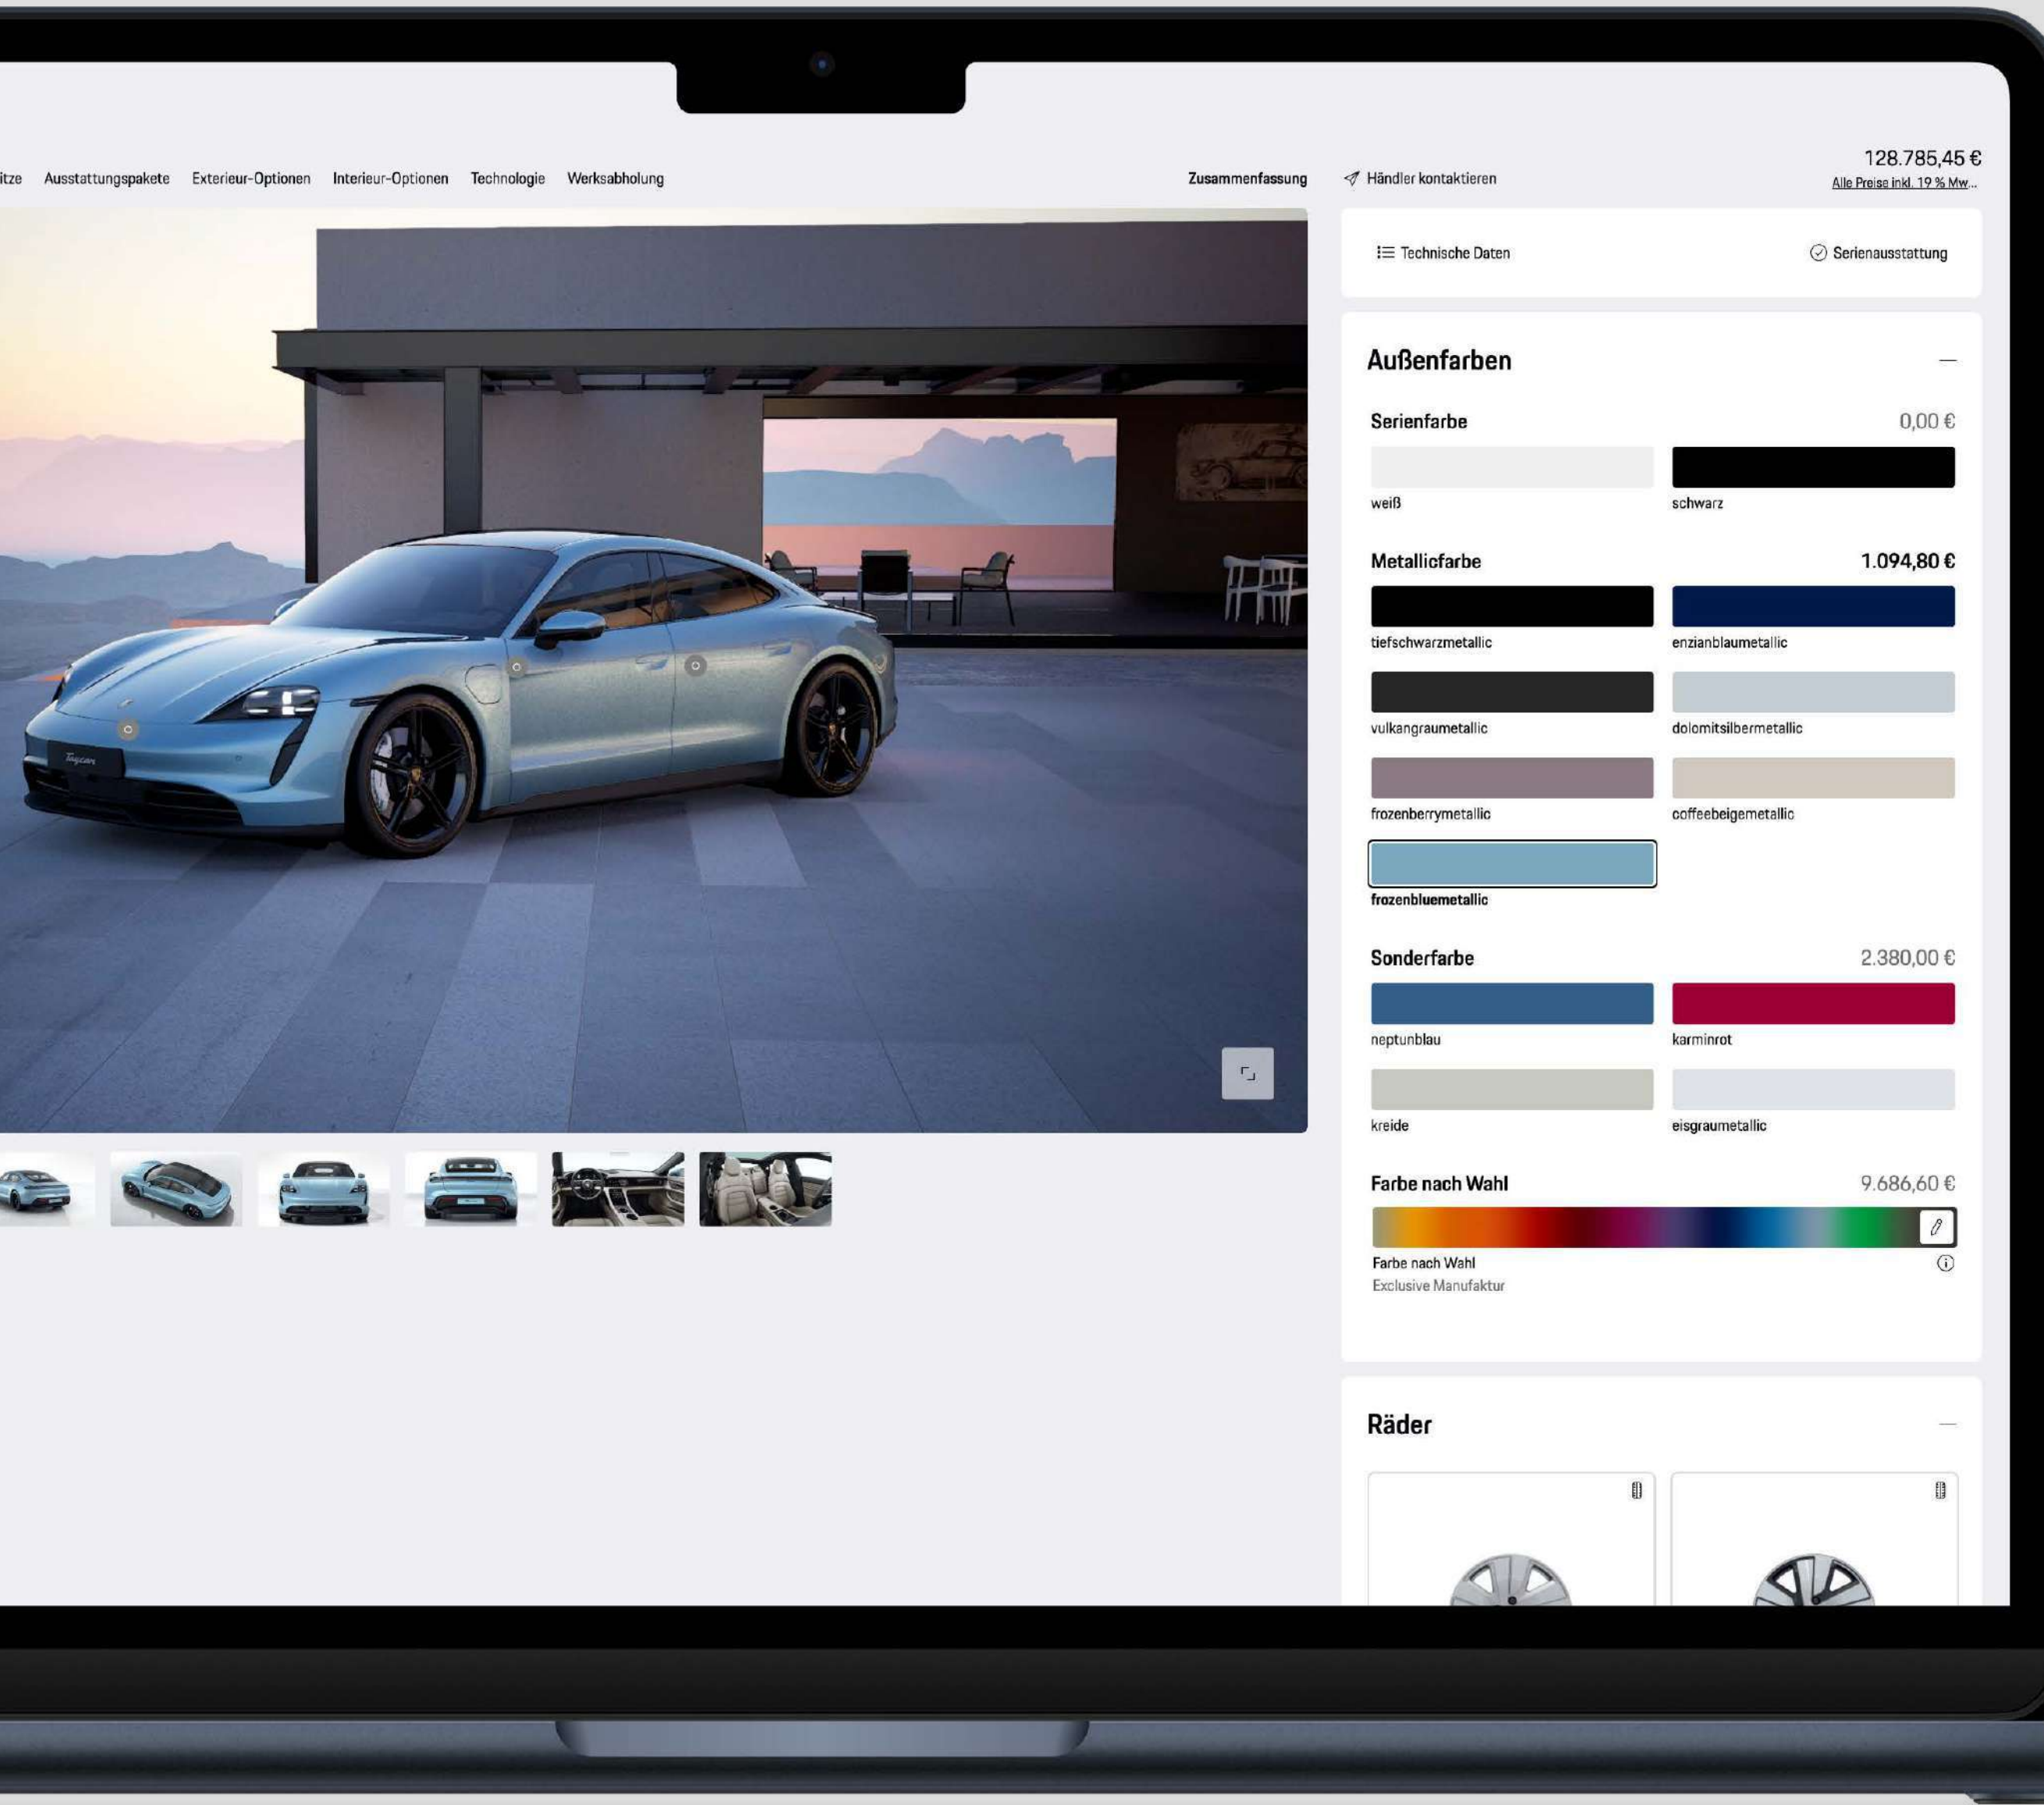 itze Ausstattungspakete Exterieur-Optionen Interieur-Optionen Technologie Werksabholung Zusammenfassung Händler kontaktieren
128.785,45 €
Alle Preise inkl. 19 % Mw...
Technische Daten Serienausstattung
Außenfarben
Serienfarbe 0,00 €
weiß schwarz
Metallicfarbe 1.094,80 €
tiefschwarzmetallic enzianblaumetallic
vulkangraumetallic dolomitsilbermetallic
frozenberrymetallic coffeebeigemetallic
frozenbluemetallic
Sonderfarbe 2.380,00 €
neptunblau karminrot
kreide eisgraumetallic
Farbe nach Wahl 9.686,60 €
Farbe nach Wahl
Exclusive Manufaktur
Räder
Taycan